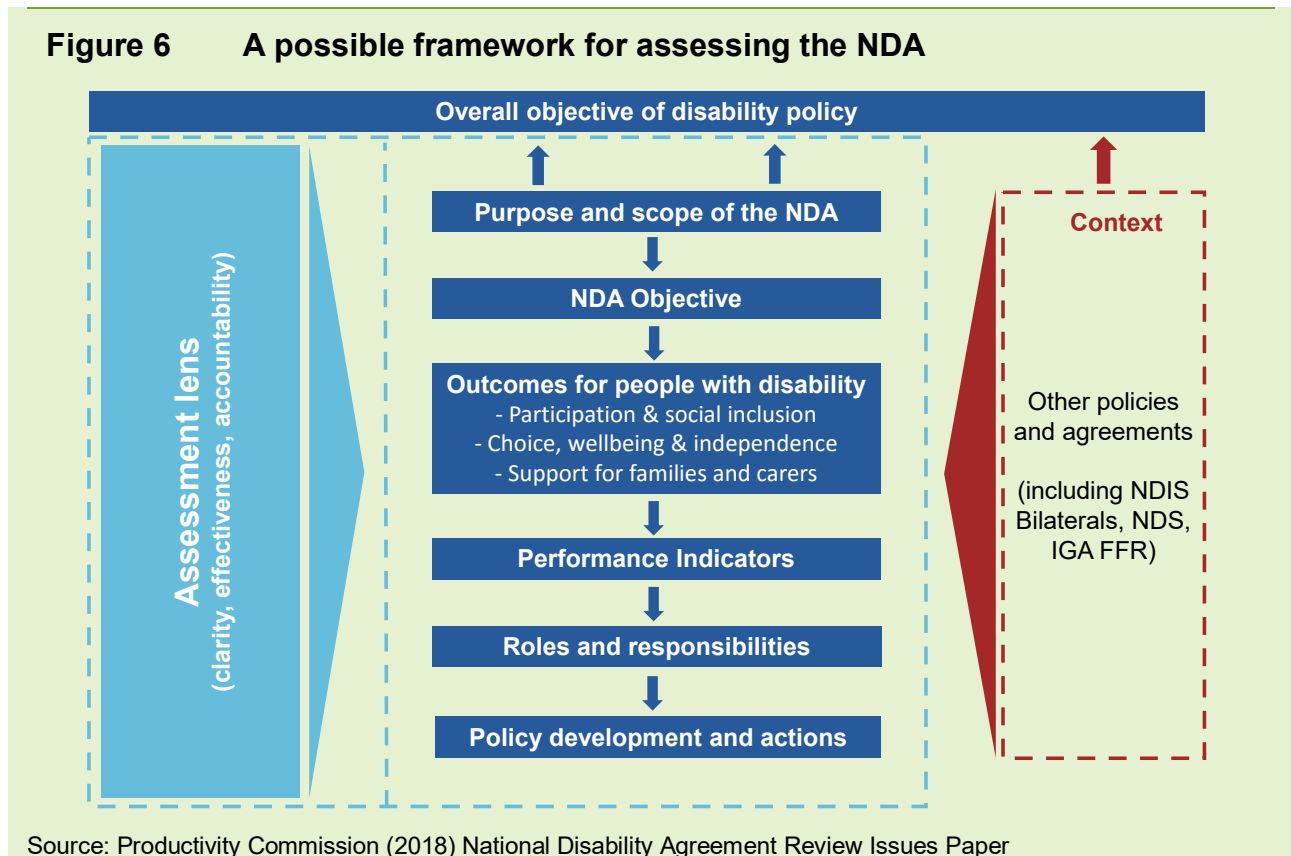 Figure 6 A possible framework for assessing the NDA
Overall objective of disability policy
Assessment lens
(clarity, effectiveness, accountability)
Purpose and scope of the NDA
NDA Objective
Outcomes for people with disability
- Participation & social inclusion
- Choice, wellbeing & independence
- Support for families and carers
Performance Indicators
Roles and responsibilities
Policy development and actions
Context
Other policies
and agreements
(including NDIS
Bilaterals, NDS,
IGA FFR)
Source: Productivity Commission (2018) National Disability Agreement Review Issues Paper